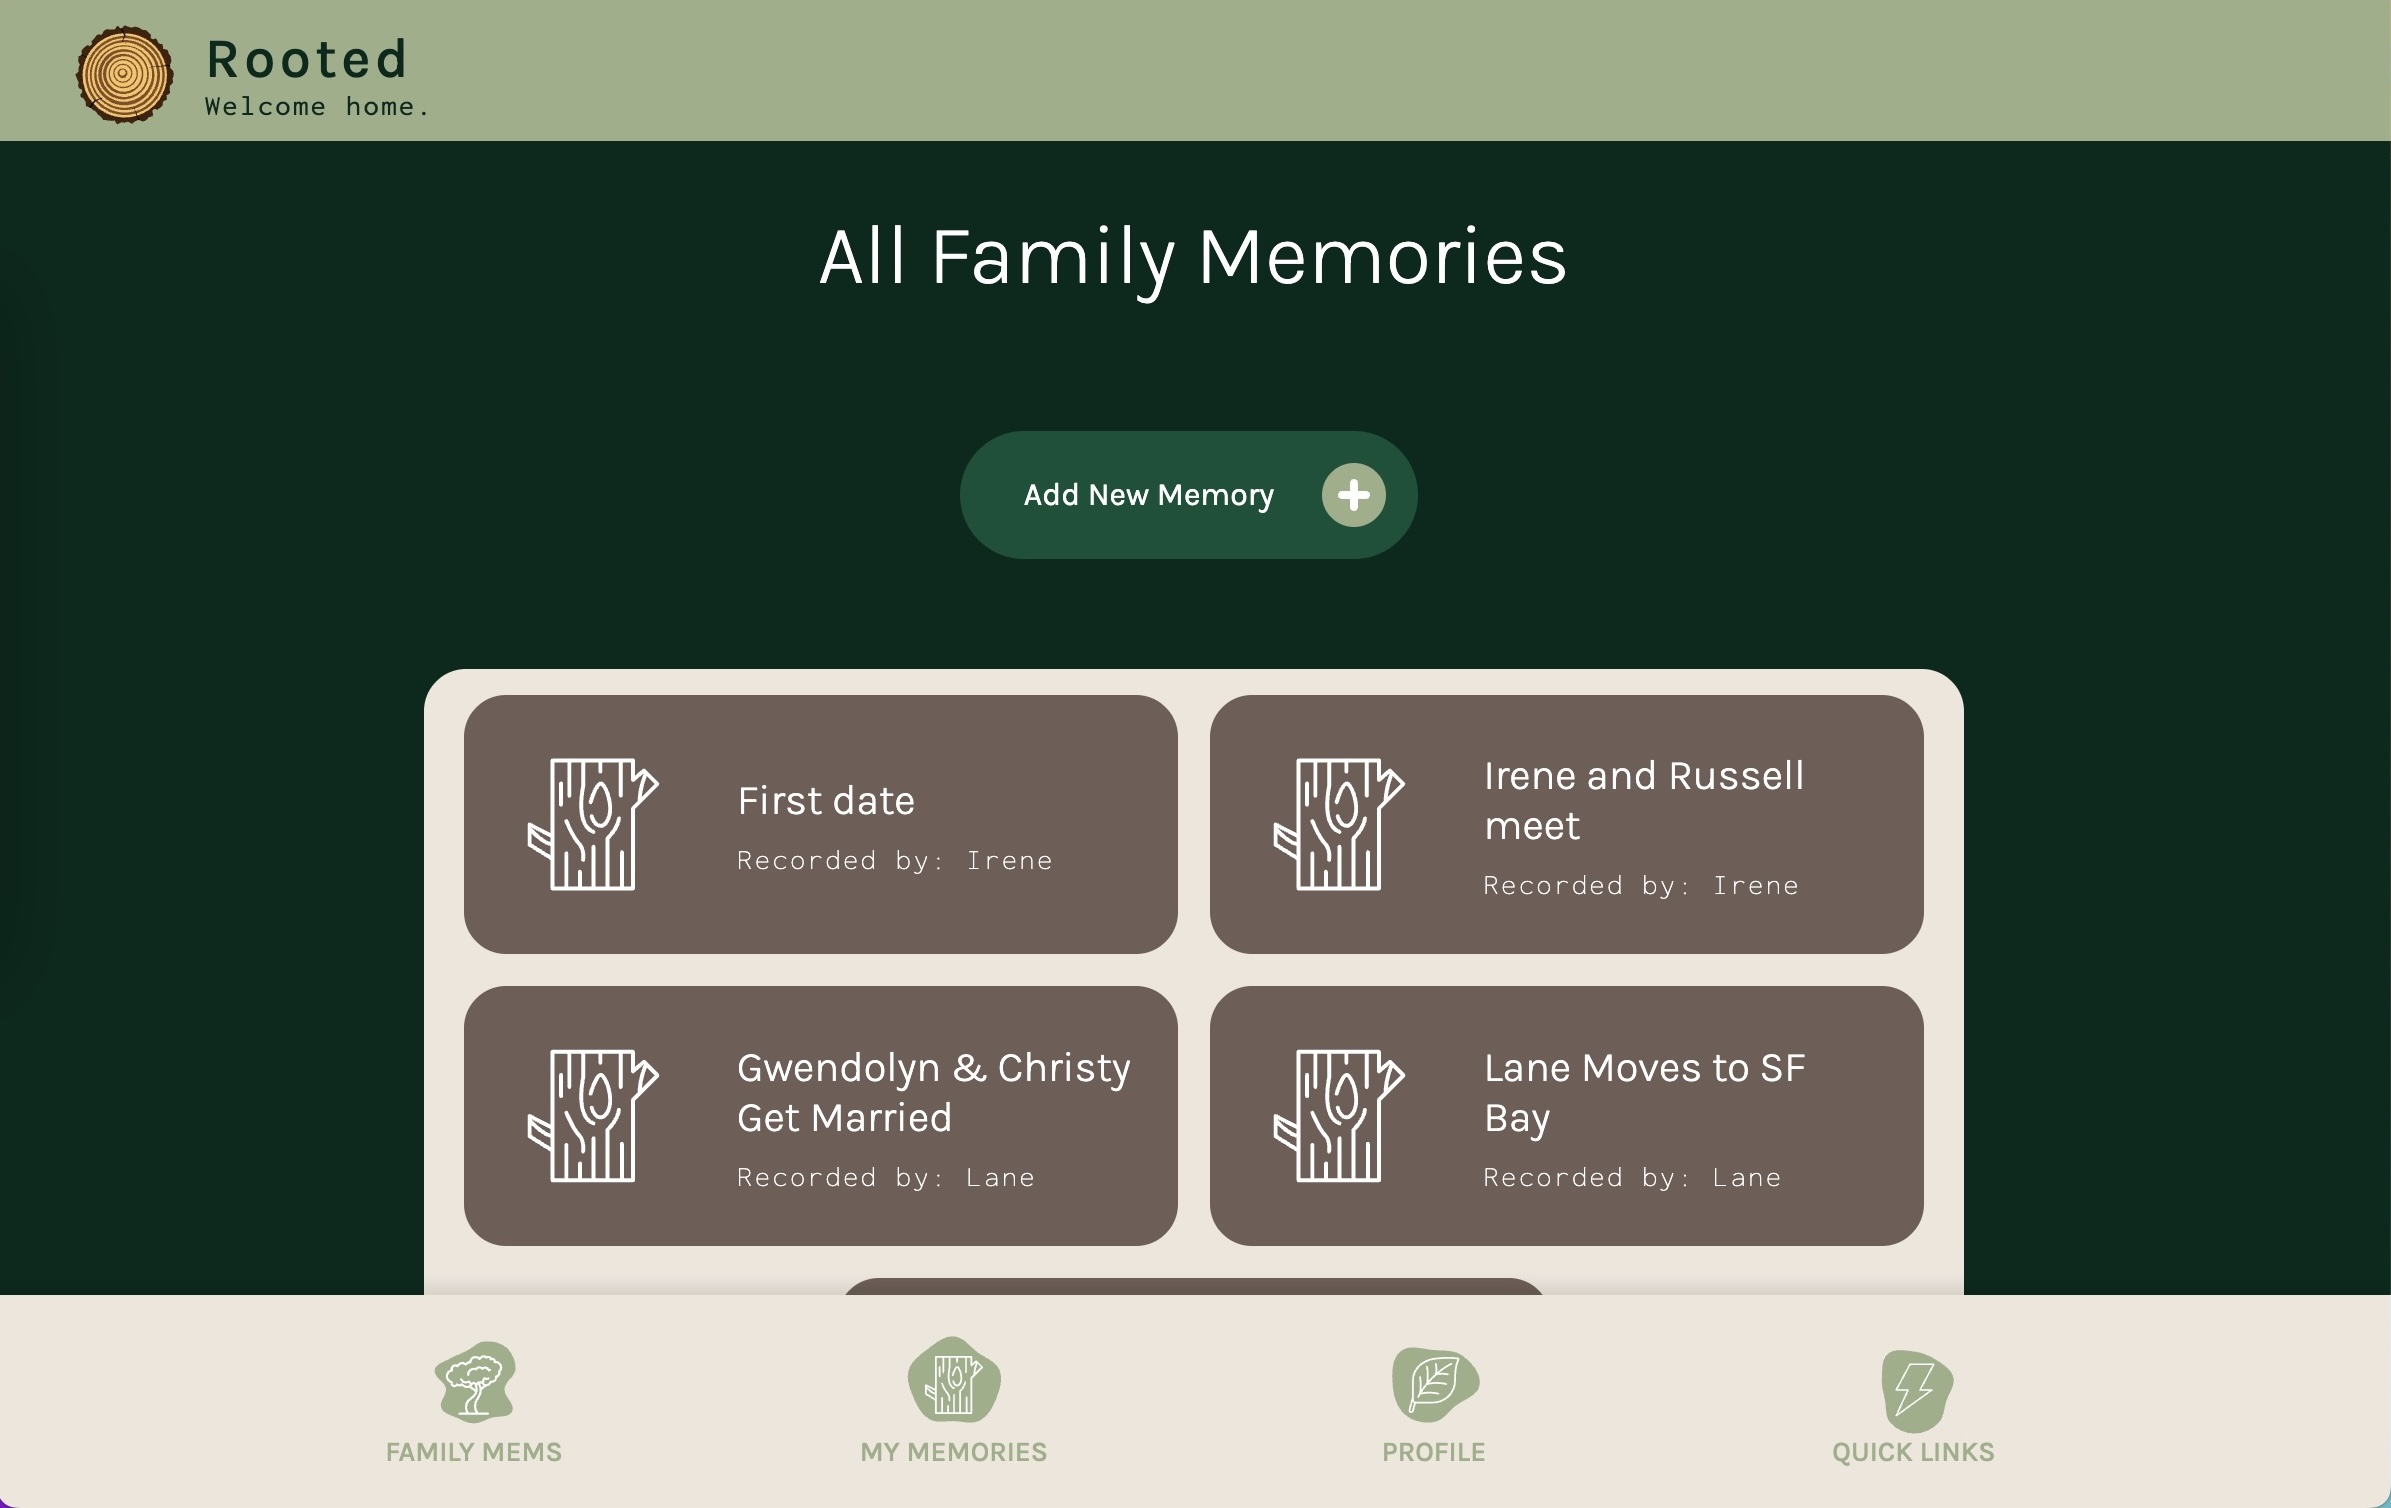 Rooted
Welcome home.
All Family Memories
Add New Memory
First date
Recorded by: Irene
Irene and Russell
meet
Recorded by: Irene
Gwendolyn & Christy
Get Married
Recorded by: Lane
Lane Moves to SF
Bay
Recorded by: Lane
FAMILY MEMS
MY MEMORIES
PROFILE
QUICK LINKS